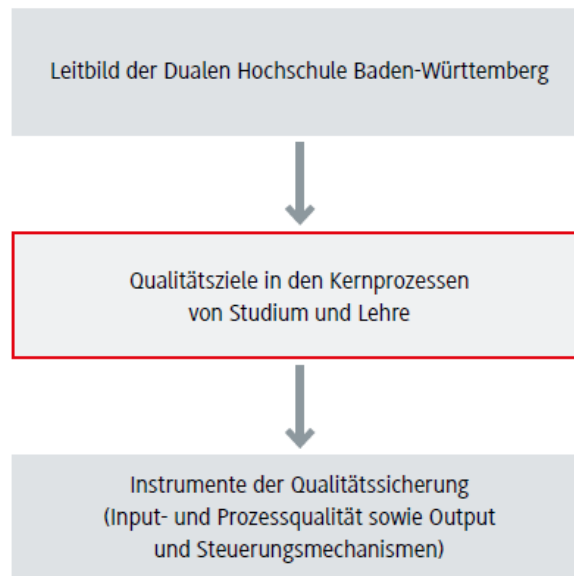 Leitbild der Dualen Hochschule Baden-Württemberg
Qualitätsziele in den Kernprozessen
von Studium und Lehre
Instrumente der Qualitätssicherung
(Input- und Prozessqualität sowie Output
und Steuerungsmechanismen)